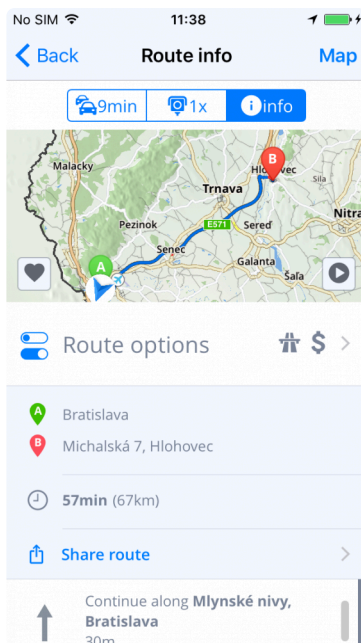 No SIM 11:38
Back Route info Map
9min 1x info
Malacky
B
Hlohovec
Sila
Trnava
Nitra
Pezinok
E571
Sereď
Senec
Galanta
Šaľa
A
Route options $
A Bratislava
B Michalská 7, Hlohovec
57min (67km)
Share route
Continue along Mlynské nivy,
Bratislava
30m